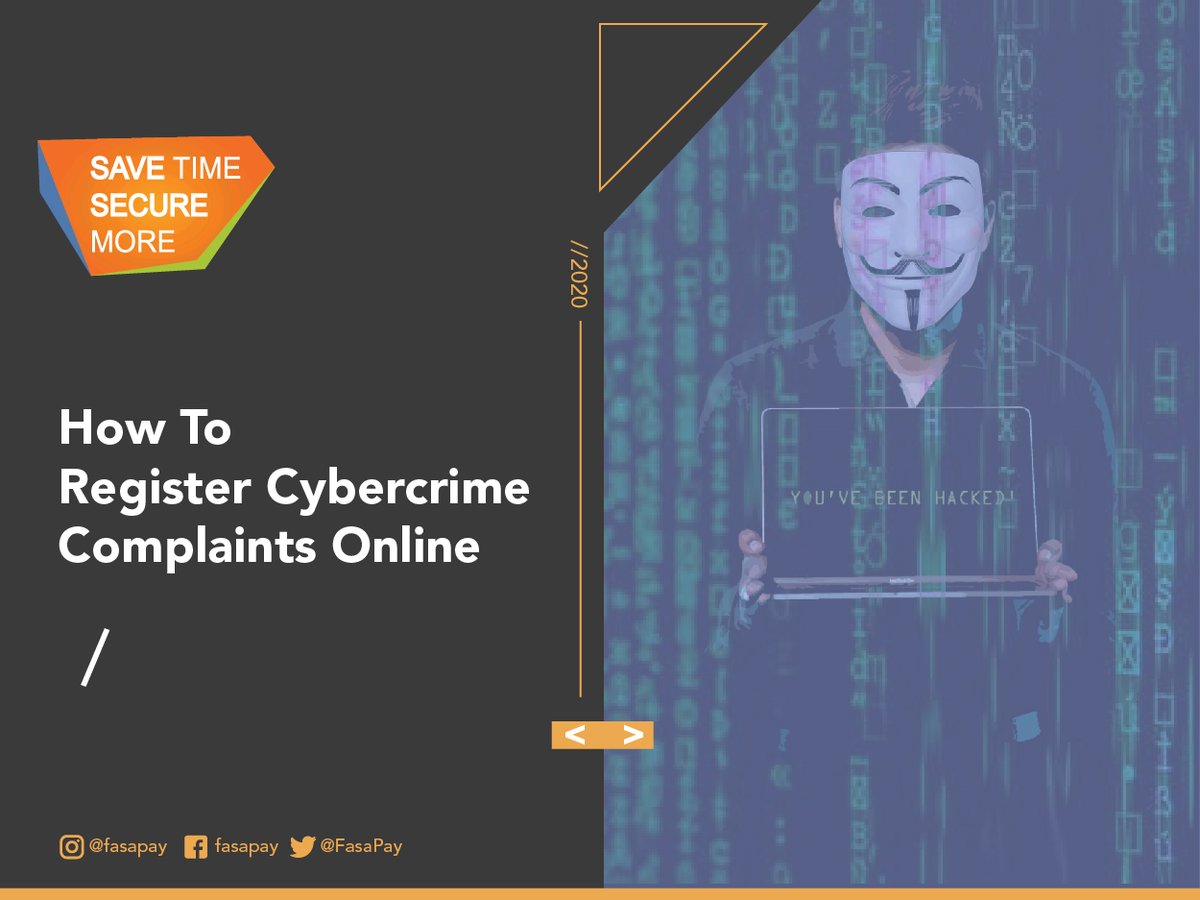 SAVE TIME
SECURE
MORE
//2020
How To
Register Cybercrime
Complaints Online
/
YOU'VE BEEN HACKED!
< >
@fasapay fasapay @FasaPay